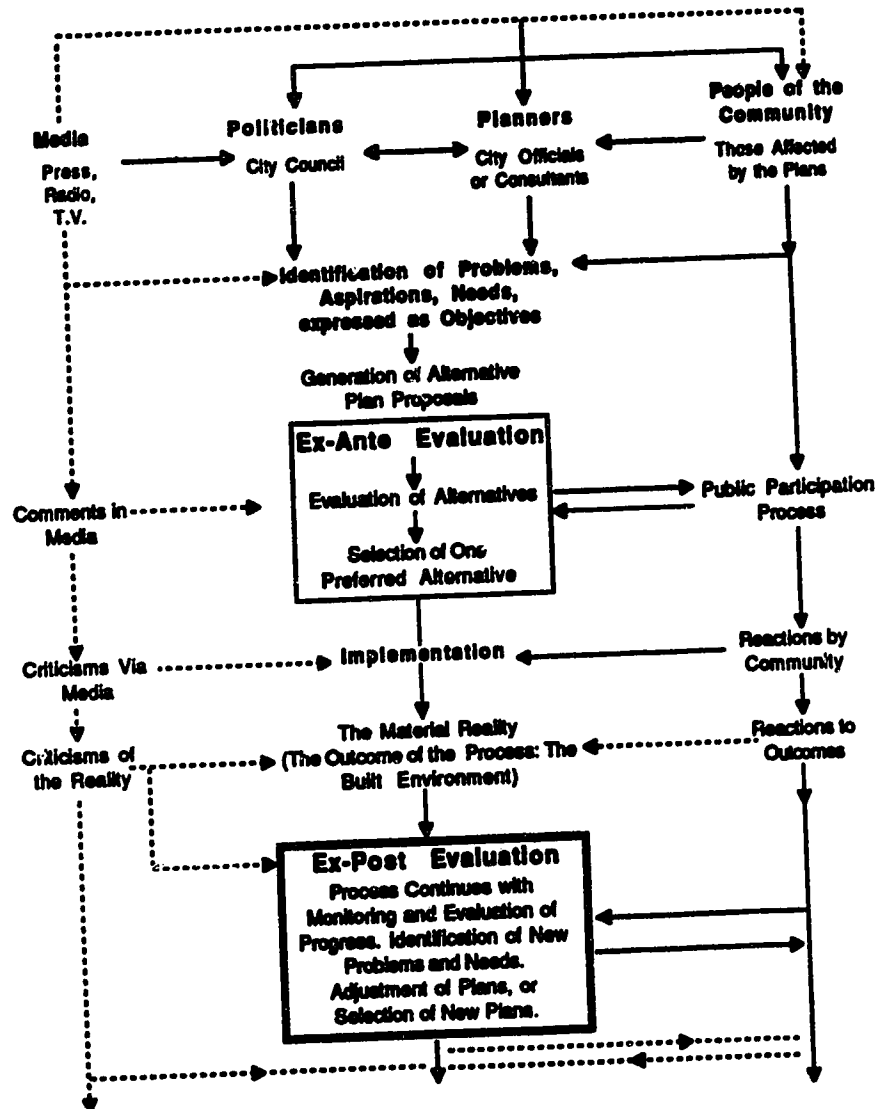 People of the
Community
Those Affected
by the Plans
Planners
City Officials
or Consultants
Politicians
City Council
Media
Press,
Radio,
T.V.
Identification of Problems,
Aspirations, Needs,
expressed as Objectives
Generation of Alternative
Plan Proposals
Ex-Ante Evaluation
Evaluation of Alternatives
Selection of One
Preferred Alternative
Public Participation
Process
Comments in
Media
Criticisms Via
Media
Implementation
Reactions by
Community
Criticisms of
the Reality
The Material Reality
(The Outcome of the Process: The
Built Environment)
Reactions to
Outcomes
Ex-Post Evaluation
Process Continues with
Monitoring and Evaluation of
Progress. Identification of New
Problems and Needs.
Adjustment of Plans, or
Selection of New Plans.